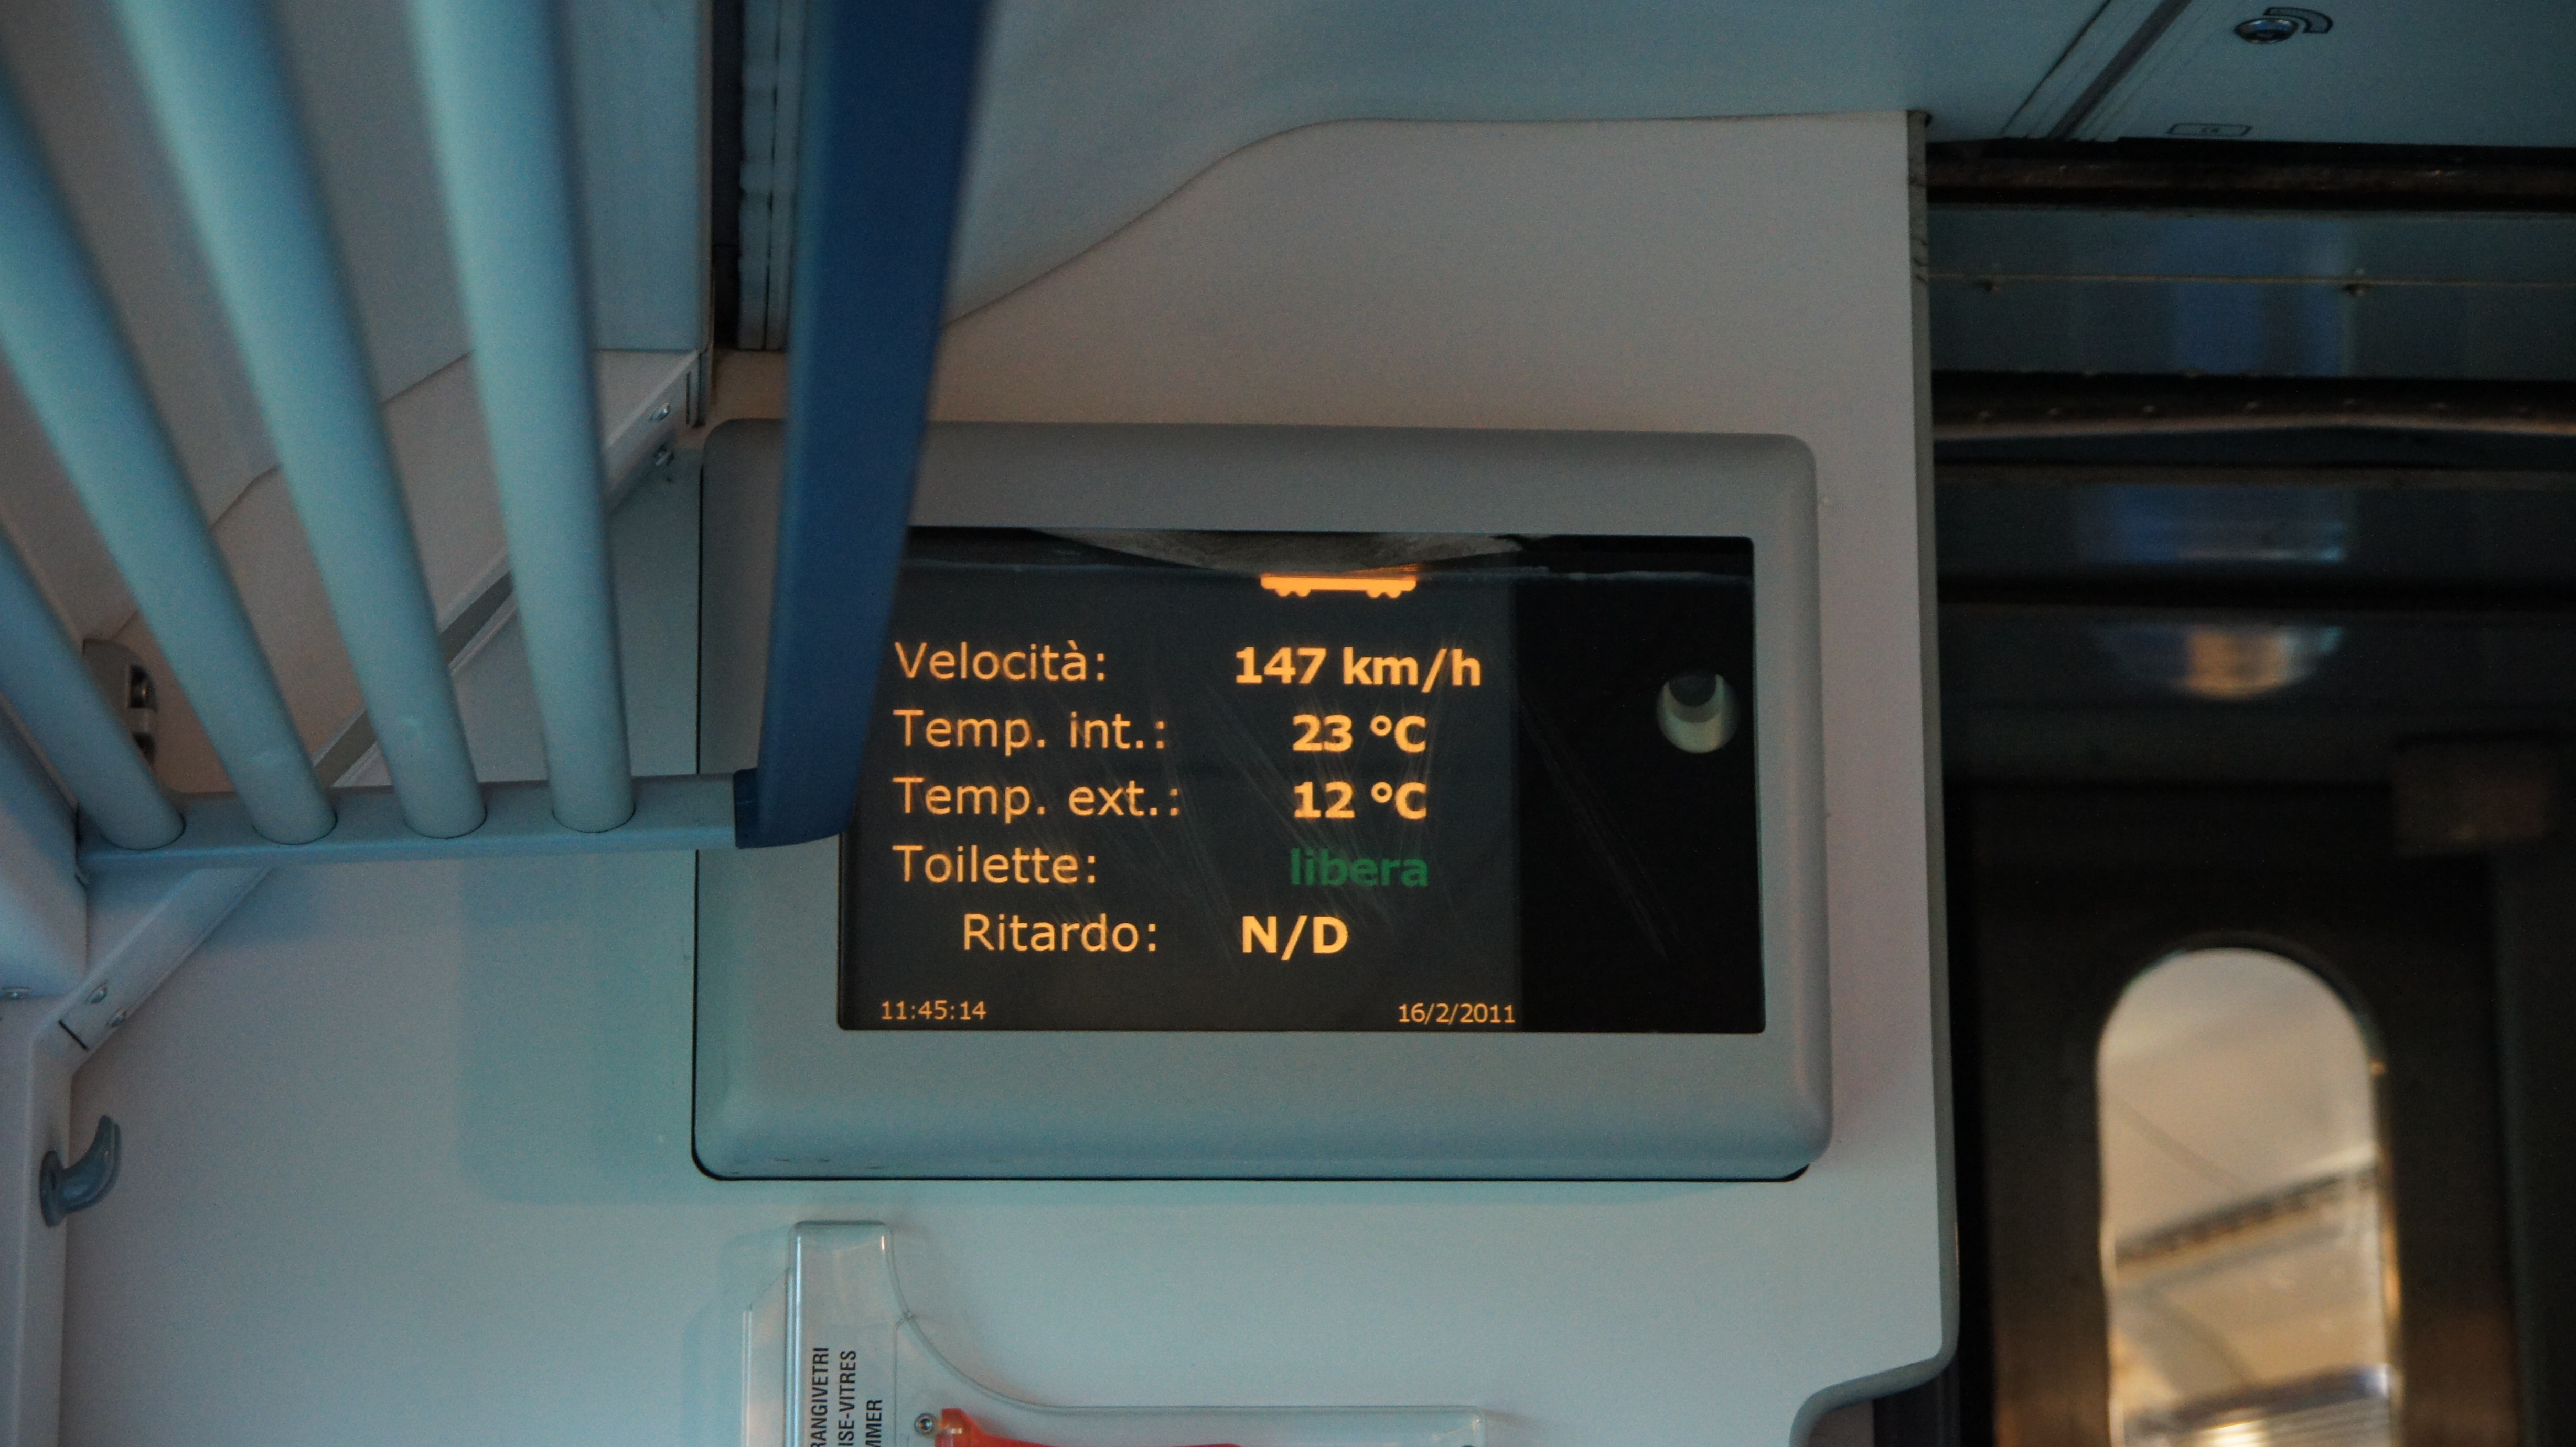 Velocità: 147 km/h
Temp. int.: 23 °C
Temp. ext.: 12 °C
Toilette: libera
Ritardo: N/D
11:45:14 16/2/2011
RANGIVETRI
ISE-VITRES
MMER